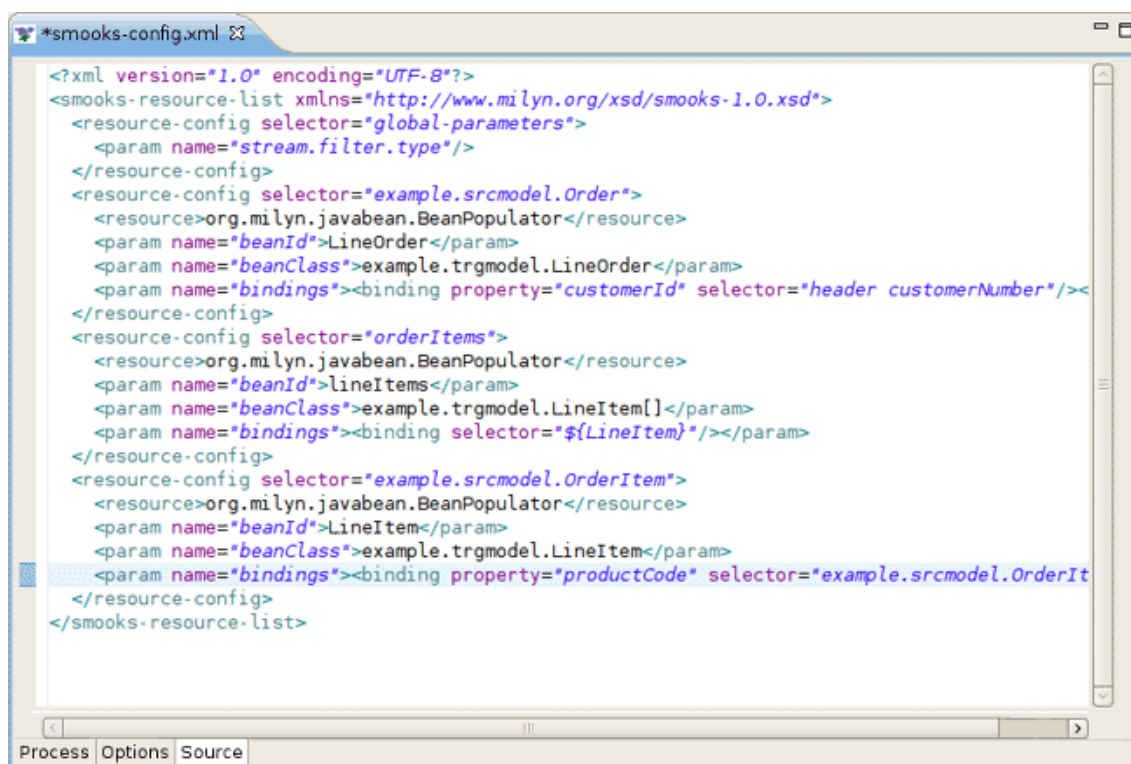 *smooks-config.xml
<?xml version="1.0" encoding="UTF-8"?>
<smooks-resource-list xmlns="http://www.milyn.org/xsd/smooks-1.0.xsd">
<resource-config selector="global-parameters">
<param name="stream.filter.type"/>
</resource-config>
<resource-config selector="example.srcmodel.Order">
<resource>org.milyn.javabean.BeanPopulator</resource>
<param name="beanId">LineOrder</param>
<param name="beanClass">example.trgmodel.LineOrder</param>
<param name="bindings"><binding property="customerId" selector="header customerNumber"/><
</resource-config>
<resource-config selector="orderItems">
<resource>org.milyn.javabean.BeanPopulator</resource>
<param name="beanId">lineItems</param>
<param name="beanClass">example.trgmodel.LineItem[]</param>
<param name="bindings"><binding selector="${LineItem}"/></param>
</resource-config>
<resource-config selector="example.srcmodel.OrderItem">
<resource>org.milyn.javabean.BeanPopulator</resource>
<param name="beanId">LineItem</param>
<param name="beanClass">example.trgmodel.LineItem</param>
<param name="bindings"><binding property="productCode" selector="example.srcmodel.OrderIt
</resource-config>
</smooks-resource-list>
Process Options Source